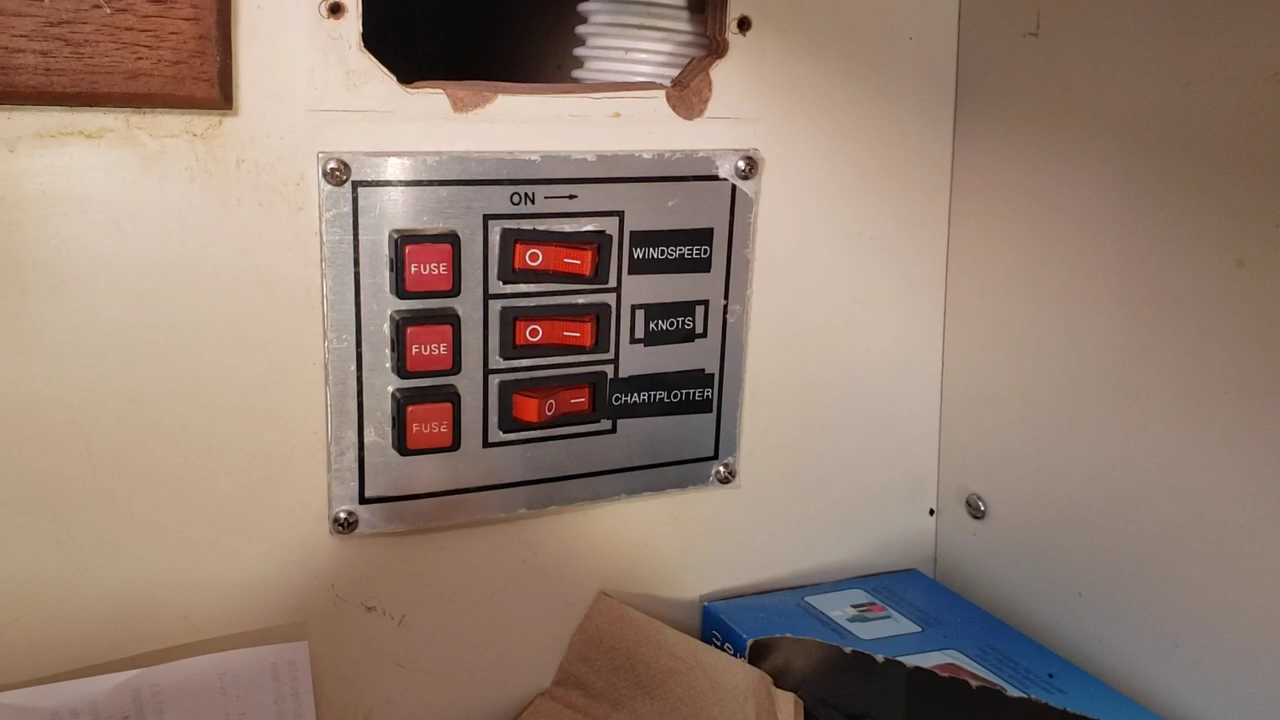 ON →
FUSE
O —
WINDSPEED
FUSE
O —
KNOTS
FUSE
O —
CHARTPLOTTER